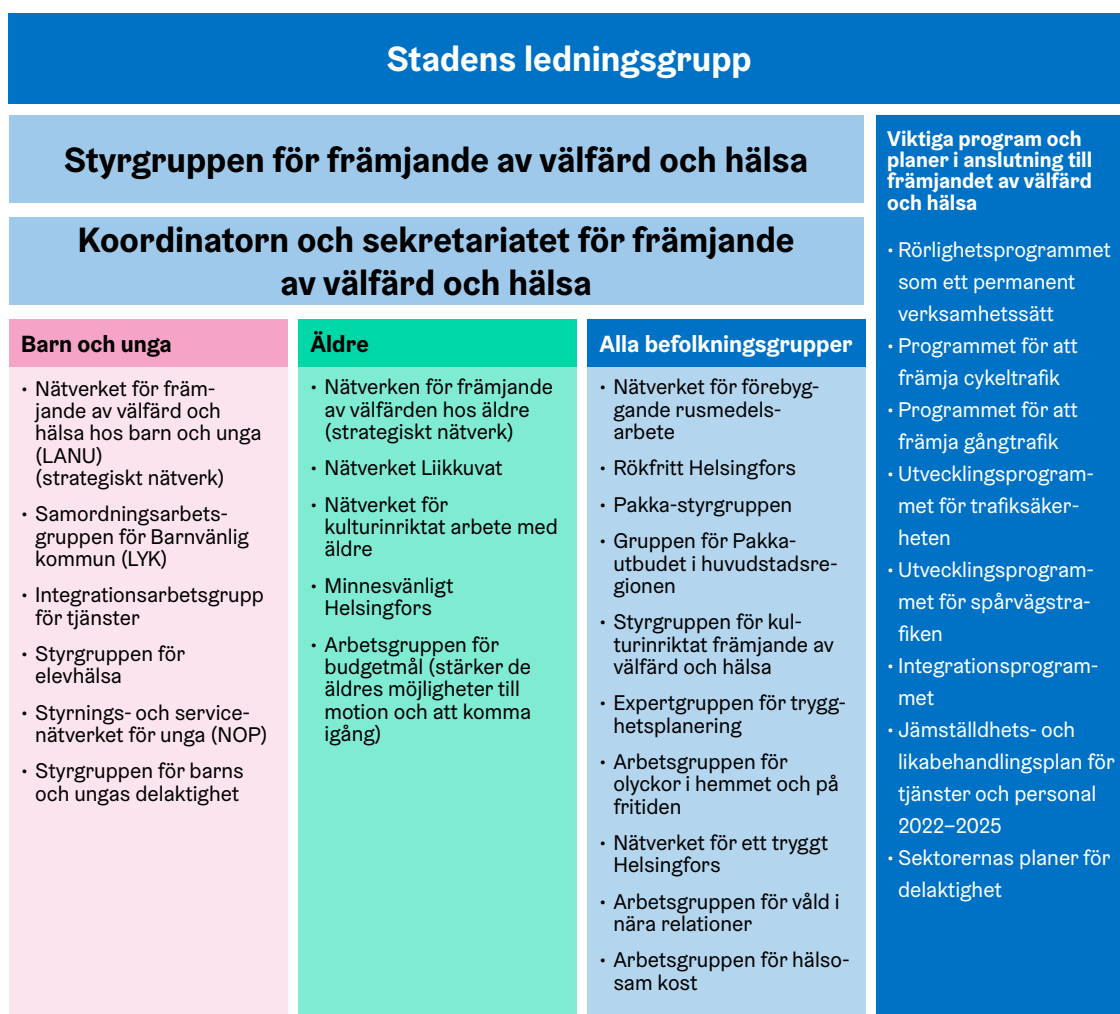 Stadens ledningsgrupp
Styrgruppen för främjande av välfärd och hälsa
Koordinatorn och sekretariatet för främjande
av välfärd och hälsa
Barn och unga
• Nätverket för främ-
jande av välfärd och
hälsa hos barn och unga
(LANU)
(strategiskt nätverk)
• Samordningsarbets-
gruppen för Barnvänlig
kommun (LYK)
• Integrationsarbetsgrupp
för tjänster
• Styrgruppen för
elevhälsa
• Styrnings- och service-
nätverket för unga (NOP)
• Styrgruppen för barns
och ungas delaktighet
Äldre
• Nätverken för främjande
av välfärden hos äldre
(strategiskt nätverk)
• Nätverket Liikkuvat
• Nätverket för
kulturinriktat arbete med
äldre
• Minnesvänligt
Helsingfors
• Arbetsgruppen för
budgetmål (stärker de
äldres möjligheter till
motion och att komma
igång)
Alla befolkningsgrupper
• Nätverket för förebyg-
gande rusmedels-
arbete
• Rökfritt Helsingfors
• Pakka-styrgruppen
• Gruppen för Pakka-
utbudet i huvudstadsre-
gionen
• Styrgruppen för kul-
turinriktat främjande av
välfärd och hälsa
• Expertgruppen för trygg-
hetsplanering
• Arbetsgruppen för
olyckor i hemmet och på
fritiden
• Nätverket för ett tryggt
Helsingfors
• Arbetsgruppen för våld i
nära relationer
• Arbetsgruppen för hälso-
sam kost
Viktiga program och
planer i anslutning till
främjandet av välfärd
och hälsa
• Rörlighetsprogrammet
som ett permanent
verksamhetssätt
• Programmet för att
främja cykeltrafik
• Programmet för att
främja gångtrafik
• Utvecklingsprogram-
met för trafiksäker-
heten
• Utvecklingsprogram-
met för spårvägstra-
fiken
• Integrationsprogram-
met
• Jämställdhets- och
likabehandlingsplan för
tjänster och personal
2022–2025
• Sektorernas planer för
delaktighet